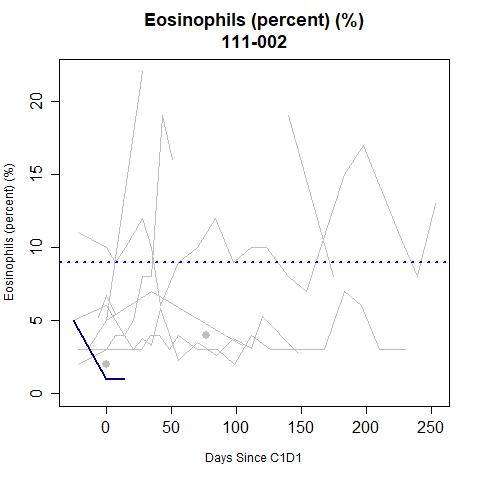 Eosinophils (percent) (%)
111-002
Eosinophils (percent) (%)
20
15
10
5
0
0 50 100 150 200 250
Days Since C1D1